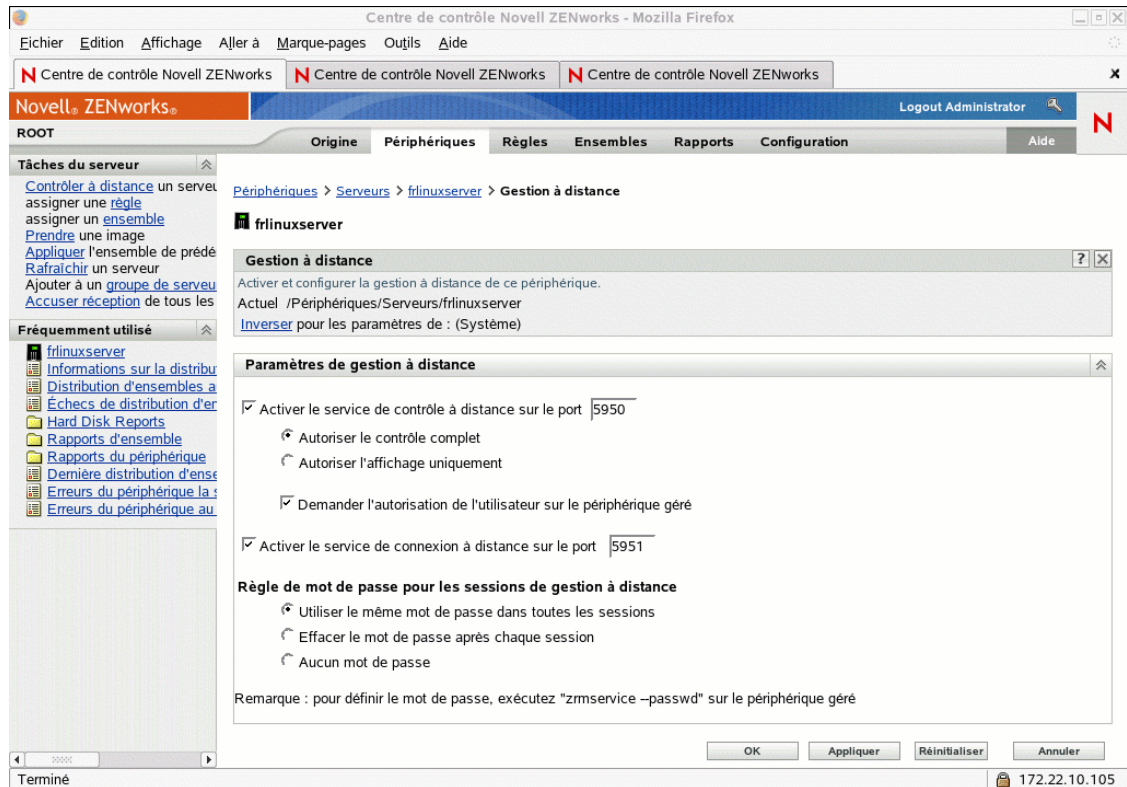 Centre de contrôle Novell ZENworks - Mozilla Firefox
Fichier Edition Affichage Aller à Marque-pages Outils Aide
Centre de contrôle Novell ZENworks
Centre de contrôle Novell ZENworks
Centre de contrôle Novell ZENworks
Novell® ZENworks®
Logout Administrator
N
ROOT
Origine Périphériques Règles Ensembles Rapports Configuration
Aide
Tâches du serveur
Contrôler à distance un serveu
assigner une règle
assigner un ensemble
Prendre une image
Appliquer l'ensemble de prédé
Rafraîchir un serveur
Ajouter à un groupe de serveu
Accuser réception de tous les
Fréquemment utilisé
frlinuxserver
Informations sur la distribu
Distribution d'ensembles a
Échecs de distribution d'er
Hard Disk Reports
Rapports d'ensemble
Rapports du périphérique
Dernière distribution d'ense
Erreurs du périphérique la s
Erreurs du périphérique au
Périphériques > Serveurs > frlinuxserver > Gestion à distance
frlinuxserver
Gestion à distance
Activer et configurer la gestion à distance de ce périphérique.
Actuel /Périphériques/Serveurs/frlinuxserver
Inverser pour les paramètres de : (Système)
Paramètres de gestion à distance
Activer le service de contrôle à distance sur le port 5950
Autoriser le contrôle complet
Autoriser l'affichage uniquement
Demander l'autorisation de l'utilisateur sur le périphérique géré
Activer le service de connexion à distance sur le port 5951
Règle de mot de passe pour les sessions de gestion à distance
Utiliser le même mot de passe dans toutes les sessions
Effacer le mot de passe après chaque session
Aucun mot de passe
Remarque : pour définir le mot de passe, exécutez "zrmservice --passwd" sur le périphérique géré
OK Appliquer Réinitialiser Annuler
Terminé
172.22.10.105